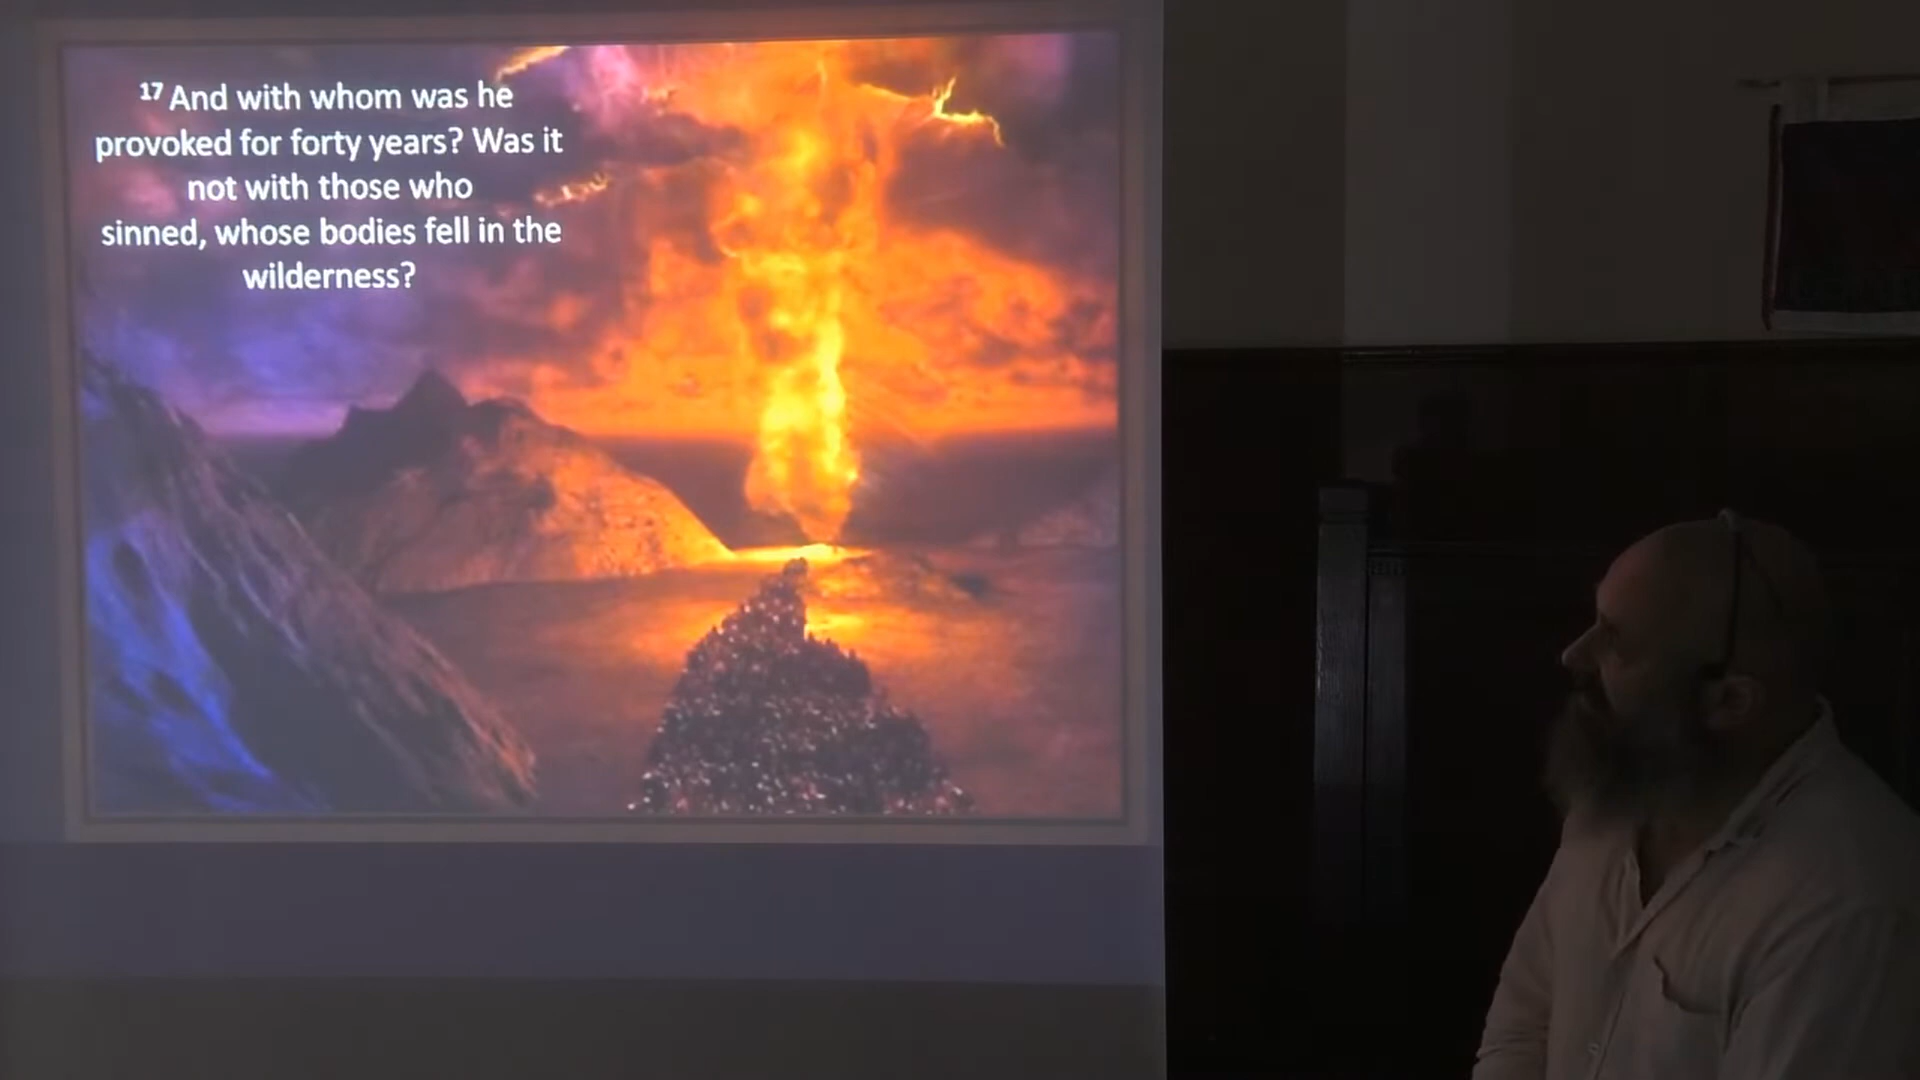 17 And with whom was he
provoked for forty years? Was it
not with those who
sinned, whose bodies fell in the
wilderness?